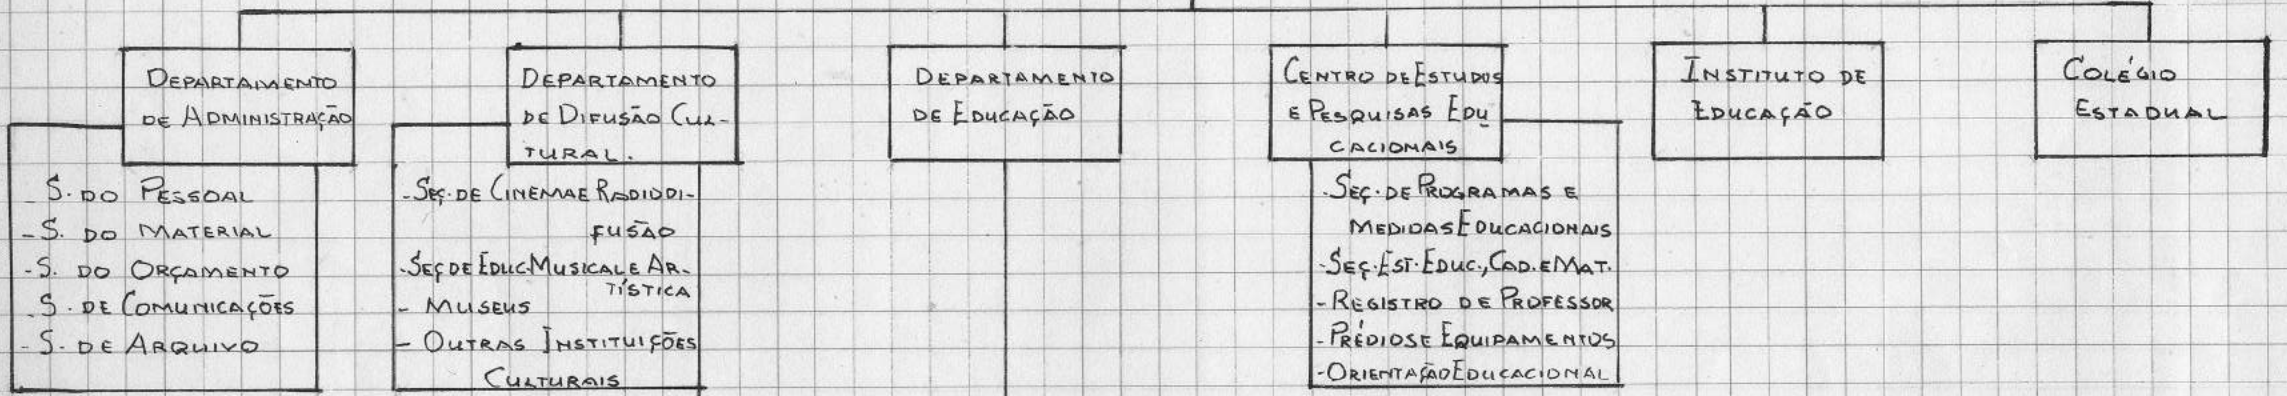 DEPARTAMENTO
DE ADMINISTRAÇÃO
- S. DO PESSOAL
- S. DO MATERIAL
- S. DO ORÇAMENTO
- S. DE COMUNICAÇÕES
- S. DE ARQUIVO
DEPARTAMENTO
DE DIFUSÃO CUL-
TURAL.
- SEÇ. DE CINEMA E RADIODI-
FUSÃO
- SEÇ DE EDUC. MUSICAL E AR-
TÍSTICA
- MUSEUS
- OUTRAS INSTITUIÇÕES
CULTURAIS
DEPARTAMENTO
DE EDUCAÇÃO
CENTRO DE ESTUDOS
E PESQUISAS EDU
CACIONAIS
- SEÇ. DE PROGRAMAS E
MEDIDAS EDUCACIONAIS
- SEÇ. EST. EDUC., CAD. E MAT.
- REGISTRO DE PROFESSOR
- PRÉDIOS E EQUIPAMENTOS
- ORIENTAÇÃO EDUCACIONAL
INSTITUTO DE
EDUCAÇÃO
COLÉGIO
ESTADUAL